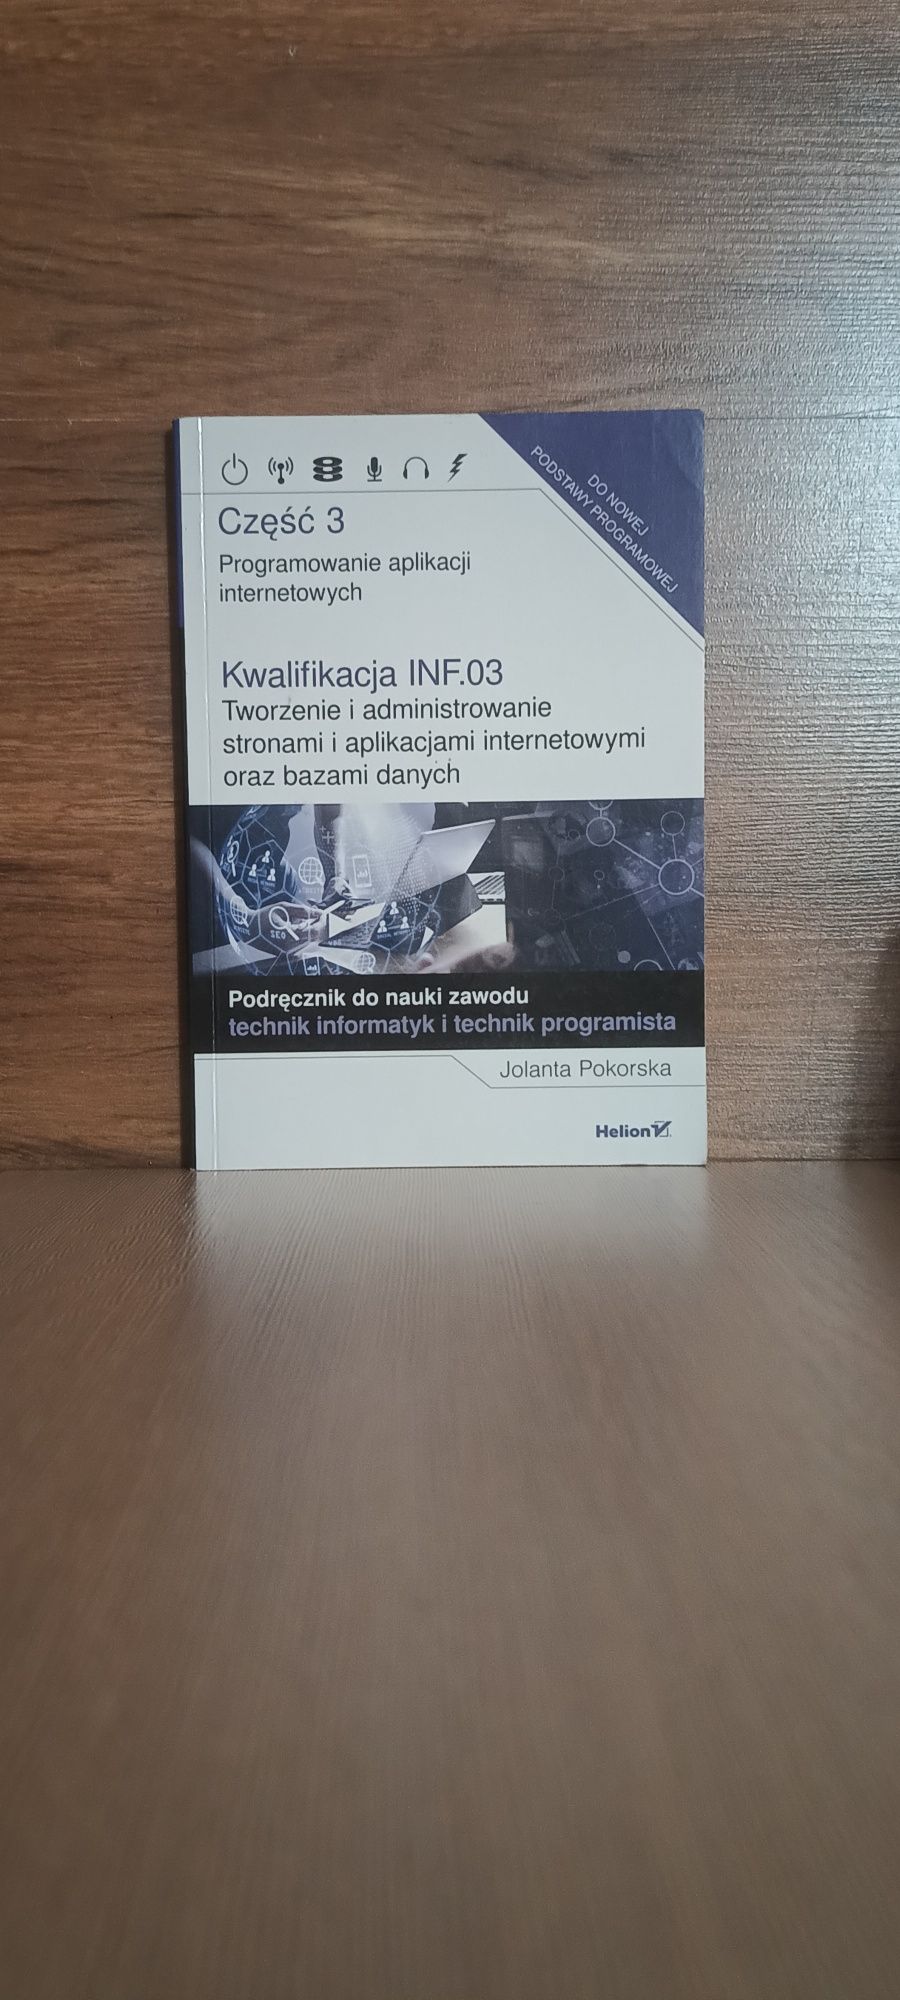 DO NOWEJ
PODSTAWY PROGRAMOWEJ
Część 3
Programowanie aplikacji
internetowych
Kwalifikacja INF.03
Tworzenie i administrowanie
stronami i aplikacjami internetowymi
oraz bazami danych
SEO
Podręcznik do nauki zawodu
technik informatyk i technik programista
Jolanta Pokorska
Helion